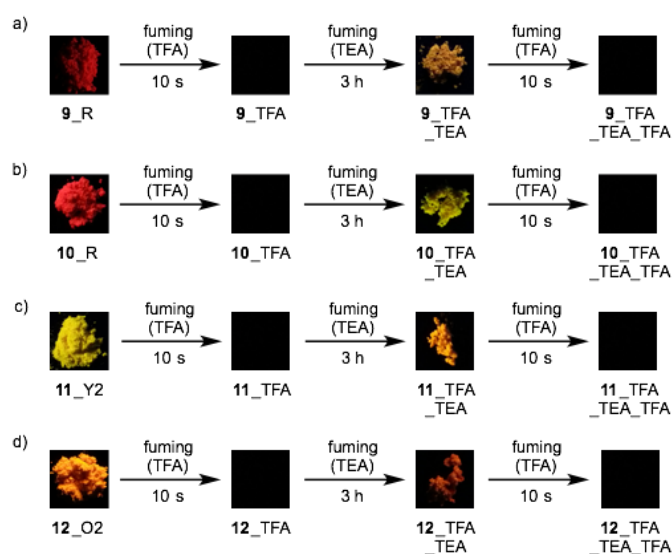 a)
fuming
(TFA)
10 s
fuming
(TEA)
3 h
fuming
(TFA)
10 s
9_R
9_TFA
9_TFA
_TEA
9_TFA
_TEA_TFA
b)
fuming
(TFA)
10 s
fuming
(TEA)
3 h
fuming
(TFA)
10 s
10_R
10_TFA
10_TFA
_TEA
10_TFA
_TEA_TFA
c)
fuming
(TFA)
10 s
fuming
(TEA)
3 h
fuming
(TFA)
10 s
11_Y2
11_TFA
11_TFA
_TEA
11_TFA
_TEA_TFA
d)
fuming
(TFA)
10 s
fuming
(TEA)
3 h
fuming
(TFA)
10 s
12_O2
12_TFA
12_TFA
_TEA
12_TFA
_TEA_TFA